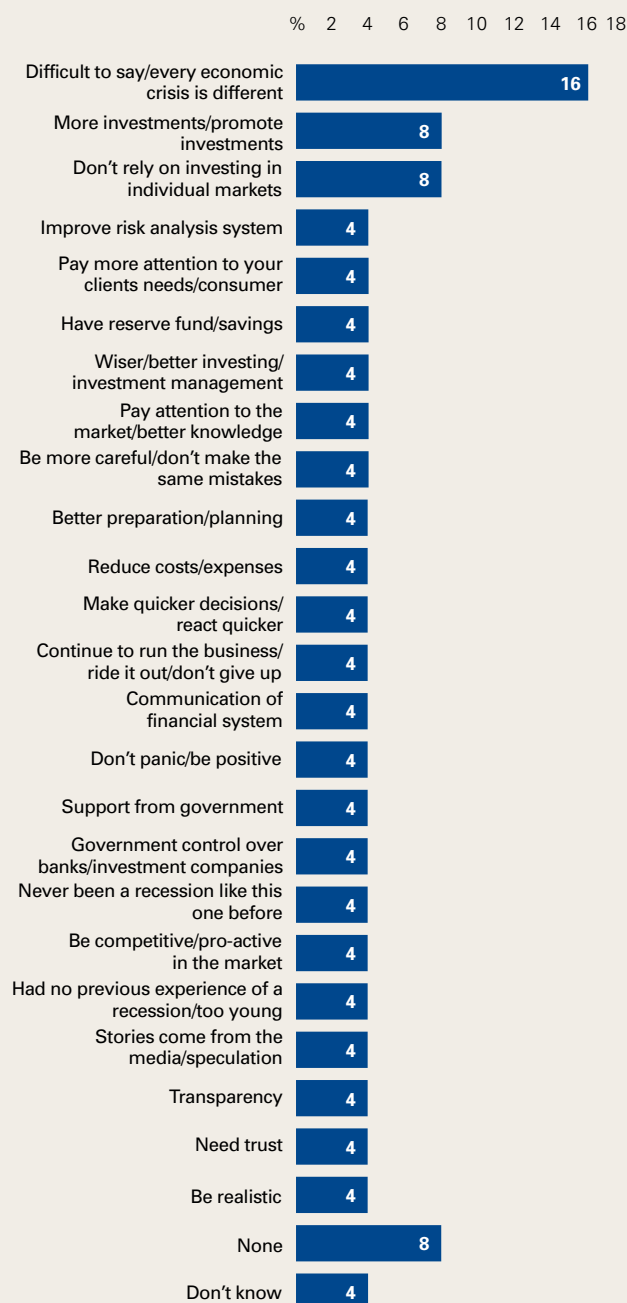 % 2 4 6 8 10 12 14 16 18
Difficult to say/every economic
crisis is different
16
More investments/promote
investments
8
Don’t rely on investing in
individual markets
8
Improve risk analysis system
4
Pay more attention to your
clients needs/consumer
4
Have reserve fund/savings
4
Wiser/better investing/
investment management
4
Pay attention to the
market/better knowledge
4
Be more careful/don’t make the
same mistakes
4
Better preparation/planning
4
Reduce costs/expenses
4
Make quicker decisions/
react quicker
4
Continue to run the business/
ride it out/don’t give up
4
Communication of
financial system
4
Don’t panic/be positive
4
Support from government
4
Government control over
banks/investment companies
4
Never been a recession like this
one before
4
Be competitive/pro-active
in the market
4
Had no previous experience of a
recession/too young
4
Stories come from the
media/speculation
4
Transparency
4
Need trust
4
Be realistic
4
None
8
Don’t know
4